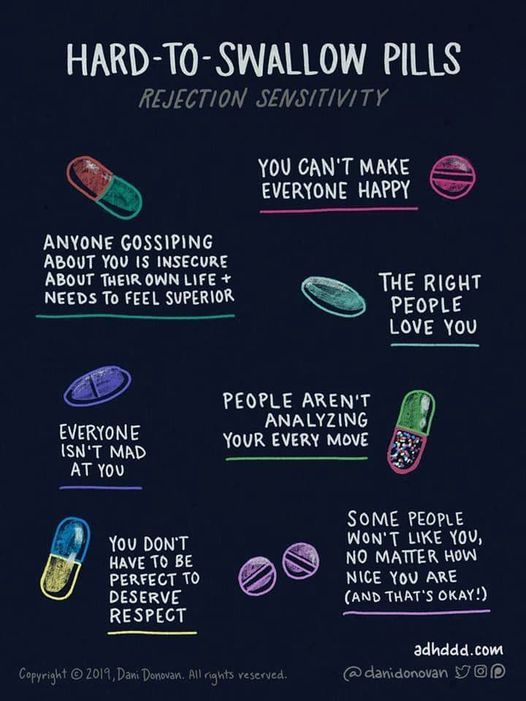 HARD-TO-SWALLOW PILLS
REJECTION SENSITIVITY
YOU CAN'T MAKE
EVERYONE HAPPY
ANYONE GOSSIPING
ABOUT YOU IS INSECURE
ABOUT THEIR OWN LIFE +
NEEDS TO FEEL SUPERIOR
THE RIGHT
PEOPLE
LOVE YOU
EVERYONE
ISN'T MAD
AT YOU
PEOPLE AREN'T
ANALYZING
YOUR EVERY MOVE
YOU DON'T
HAVE TO BE
PERFECT TO
DESERVE
RESPECT
SOME PEOPLE
WON'T LIKE YOU,
NO MATTER HOW
NICE YOU ARE
(AND THAT'S OKAY!)
adhddd.com
Copyright © 2019, Dani Donovan. All rights reserved.
@danidonovan